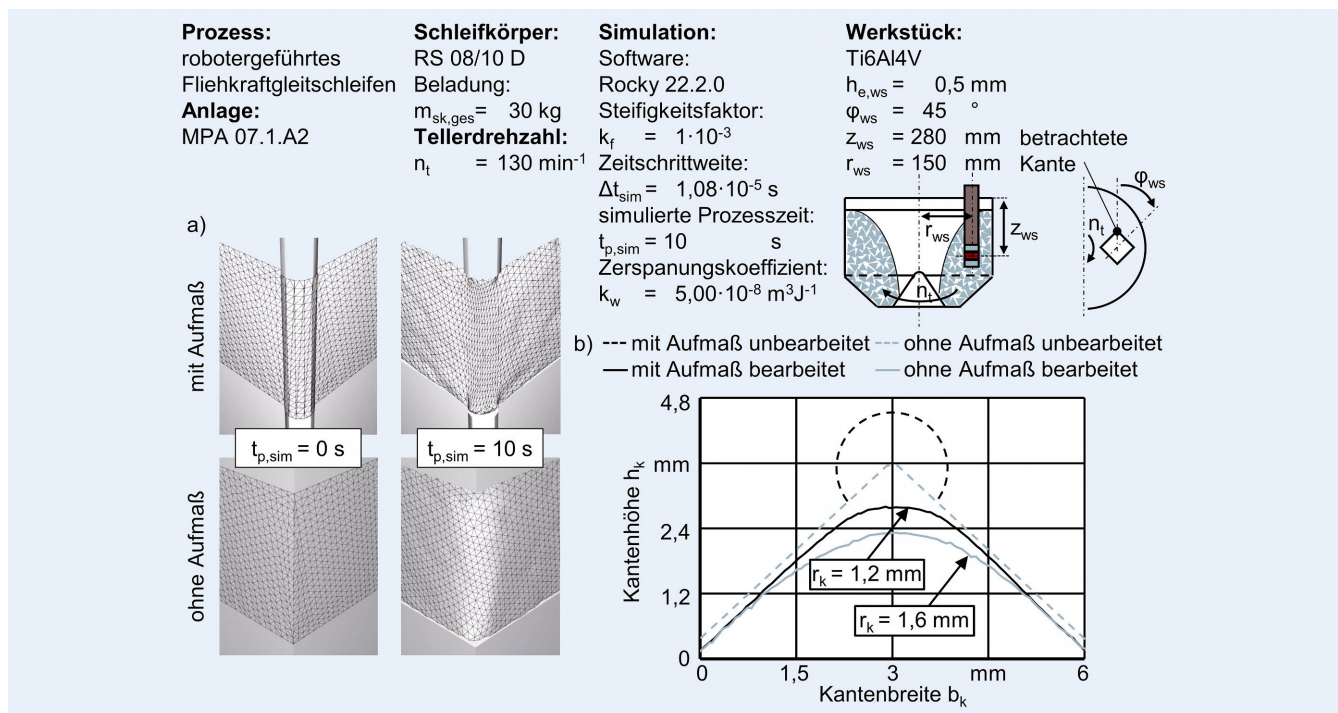 Prozess:
robotergeführtes
Fliehkraftgleitschleifen
Anlage:
MPA 07.1.A2
Schleifkörper:
RS 08/10 D
Beladung:
m_sk,ges = 30 kg
Tellerdrehzahl:
n_t = 130 min⁻¹
Simulation:
Software:
Rocky 22.2.0
Steifigkeitsfaktor:
k_f = 1·10⁻³
Zeitschrittweite:
Δt_sim = 1,08·10⁻⁵ s
simulierte Prozesszeit:
t_p,sim = 10 s
Zerspanungskoeffizient:
k_w = 5,00·10⁻⁸ m³J⁻¹
Werkstück:
Ti6Al4V
h_e,ws = 0,5 mm
φ_ws = 45 °
z_ws = 280 mm
r_ws = 150 mm
betrachtete
Kante
φ_ws
n_t
r_ws
z_ws
n_t
a)
mit Aufmaß
t_p,sim = 0 s
t_p,sim = 10 s
ohne Aufmaß
b)
mit Aufmaß unbearbeitet
ohne Aufmaß unbearbeitet
mit Aufmaß bearbeitet
ohne Aufmaß bearbeitet
Kantenhöhe h_k
4,8
mm
2,4
1,2
0
r_k = 1,2 mm
r_k = 1,6 mm
0
1,5
3
mm
6
Kantenbreite b_k